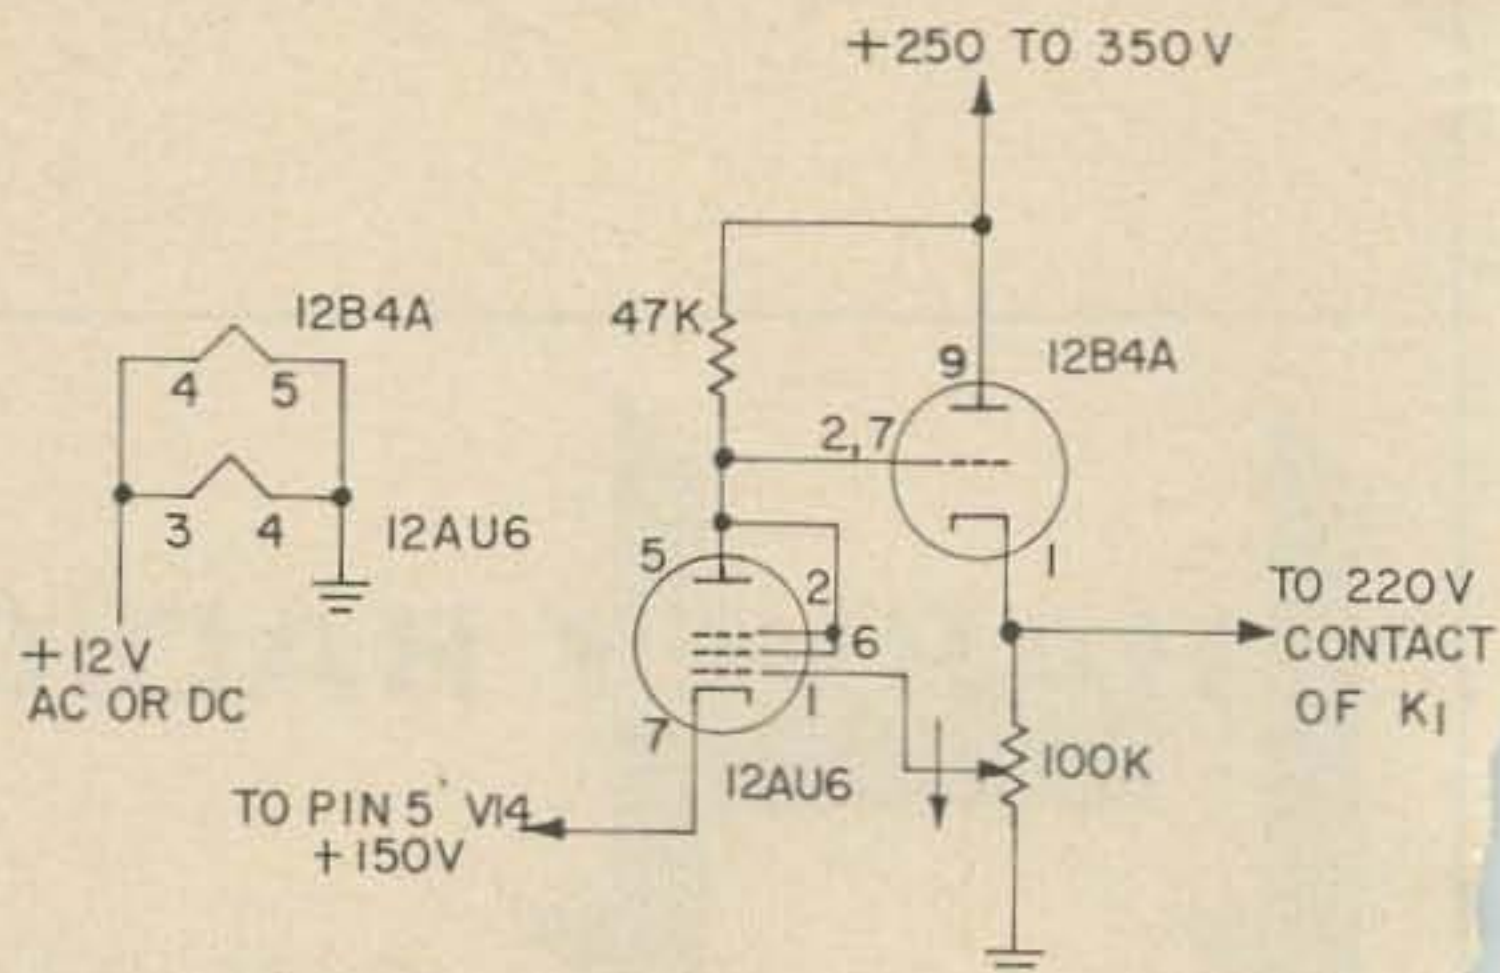 +250 TO 350V
12B4A
4 5
3 4
12AU6
+12V
AC OR DC
47K
9
12B4A
2,7
1
5
2
6
1
7
12AU6
TO PIN 5 V14
+150V
100K
TO 220V
CONTACT
OF K1